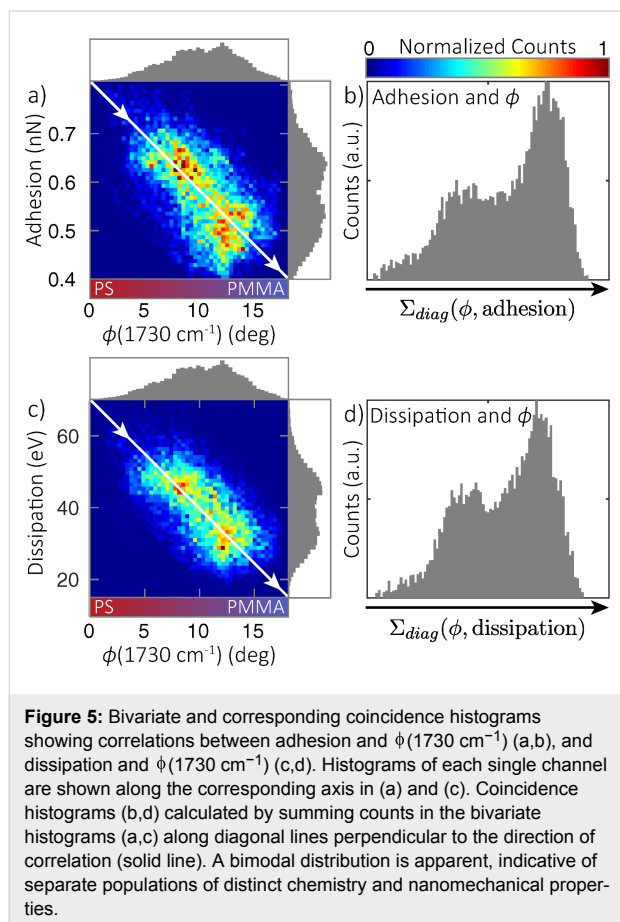 0 Normalized Counts 1
a)
Adhesion (nN)
0.7
0.6
0.5
0.4
PS PMMA
0 5 10 15
ϕ(1730 cm⁻¹) (deg)
b) Adhesion and ϕ
Counts (a.u.)
Σdiag(ϕ, adhesion)
c)
Dissipation (eV)
60
40
20
PS PMMA
0 5 10 15
ϕ(1730 cm⁻¹) (deg)
d) Dissipation and ϕ
Counts (a.u.)
Σdiag(ϕ, dissipation)
Figure 5: Bivariate and corresponding coincidence histograms
showing correlations between adhesion and ϕ(1730 cm⁻¹) (a,b), and
dissipation and ϕ(1730 cm⁻¹) (c,d). Histograms of each single channel
are shown along the corresponding axis in (a) and (c). Coincidence
histograms (b,d) calculated by summing counts in the bivariate
histograms (a,c) along diagonal lines perpendicular to the direction of
correlation (solid line). A bimodal distribution is apparent, indicative of
separate populations of distinct chemistry and nanomechanical proper-
ties.